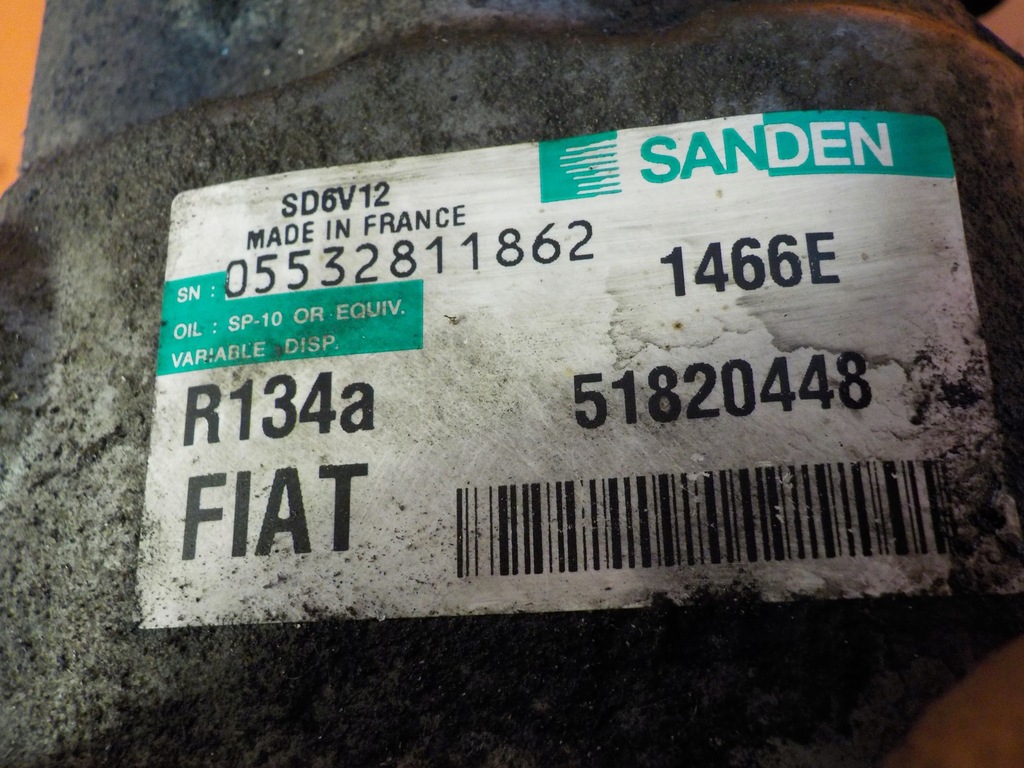 SANDEN
SD6V12
MADE IN FRANCE
SN : 05532811862
1466E
OIL : SP-10 OR EQUIV.
VARIABLE DISP.
R134a
51820448
FIAT